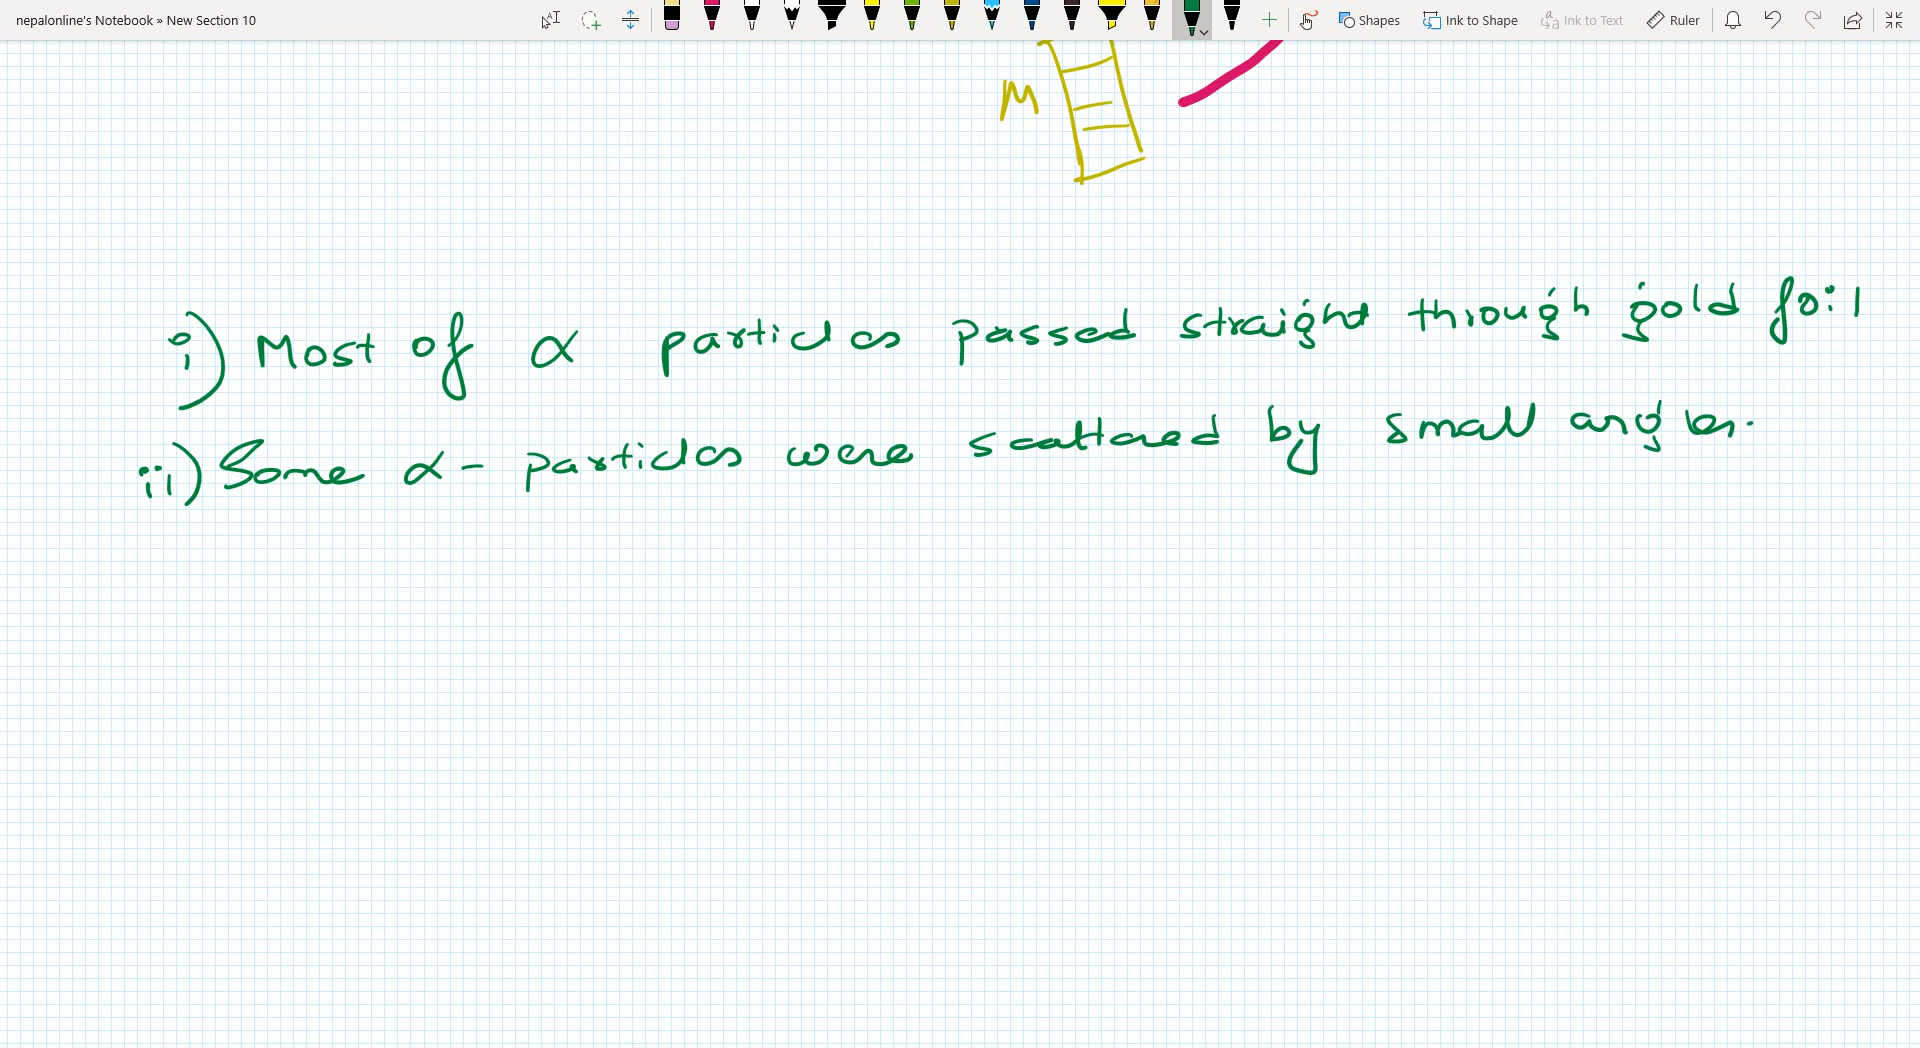 nepalonline's Notebook » New Section 10
Shapes
Ink to Shape
Ink to Text
Ruler
M
i) Most of α particles passed straight through gold foil
ii) Some α- particles were scattered by small angles.